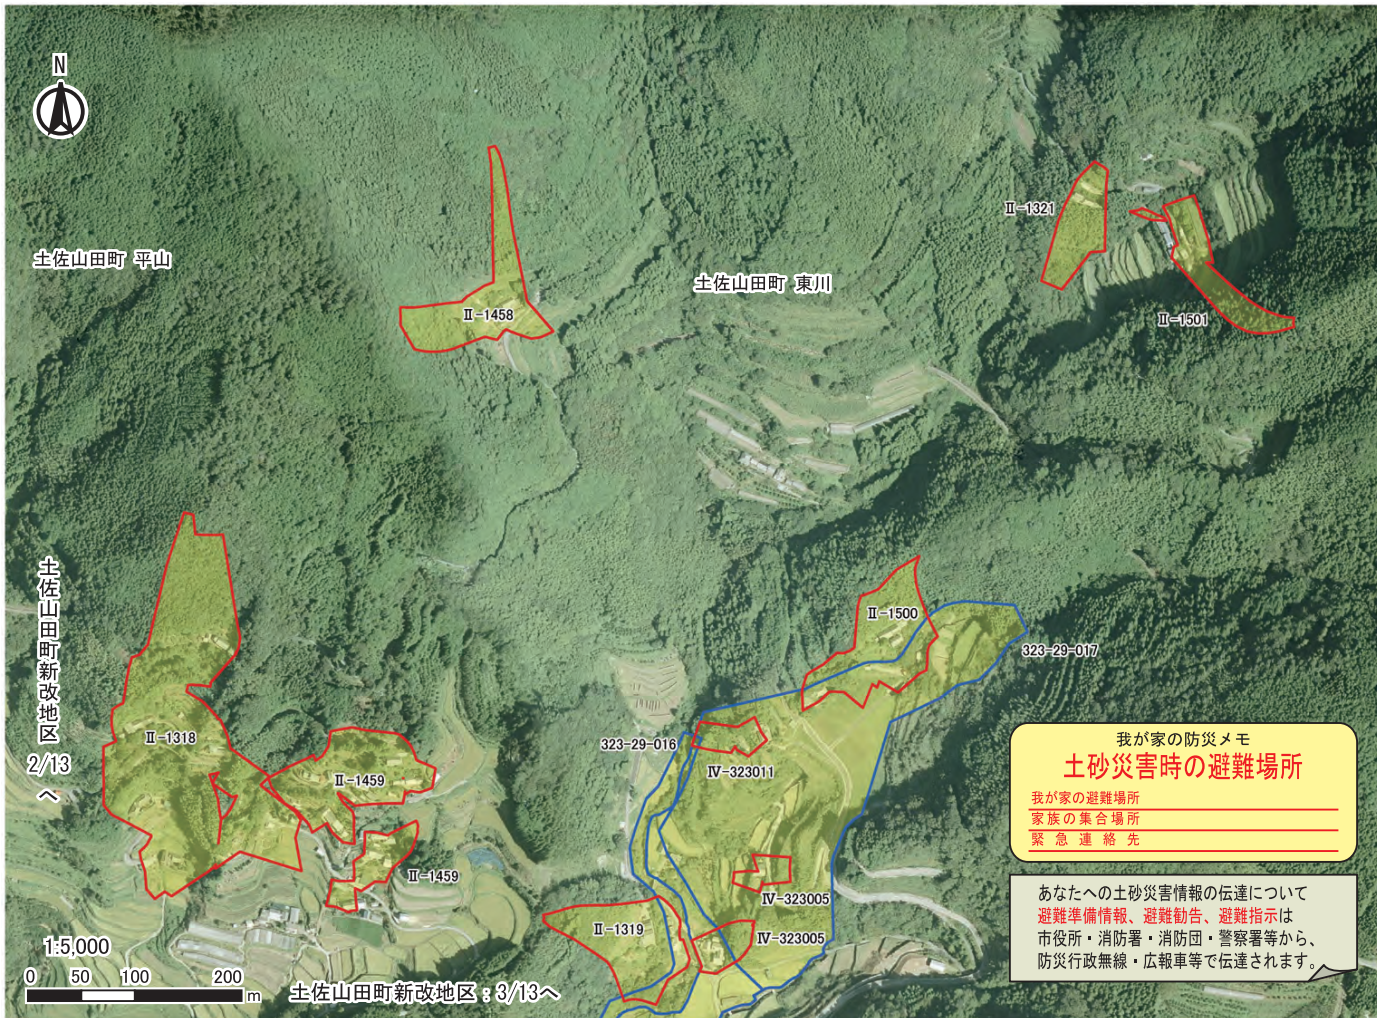 N
土佐山田町 平山
土佐山田町 東川
Ⅱ-1321
Ⅱ-1501
Ⅱ-1458
土佐山田町新改地区
2/13
へ
Ⅱ-1500
323-29-017
Ⅱ-1318
323-29-016
Ⅳ-323011
Ⅱ-1459
Ⅱ-1459
Ⅳ-323005
Ⅱ-1319
Ⅳ-323005
我が家の防災メモ
土砂災害時の避難場所
我が家の避難場所
家族の集合場所
緊急連絡先
あなたへの土砂災害情報の伝達について
避難準備情報、避難勧告、避難指示は
市役所・消防署・消防団・警察署等から、
防災行政無線・広報車等で伝達されます。
1:5,000
0 50 100 200
m
土佐山田町新改地区：3/13へ